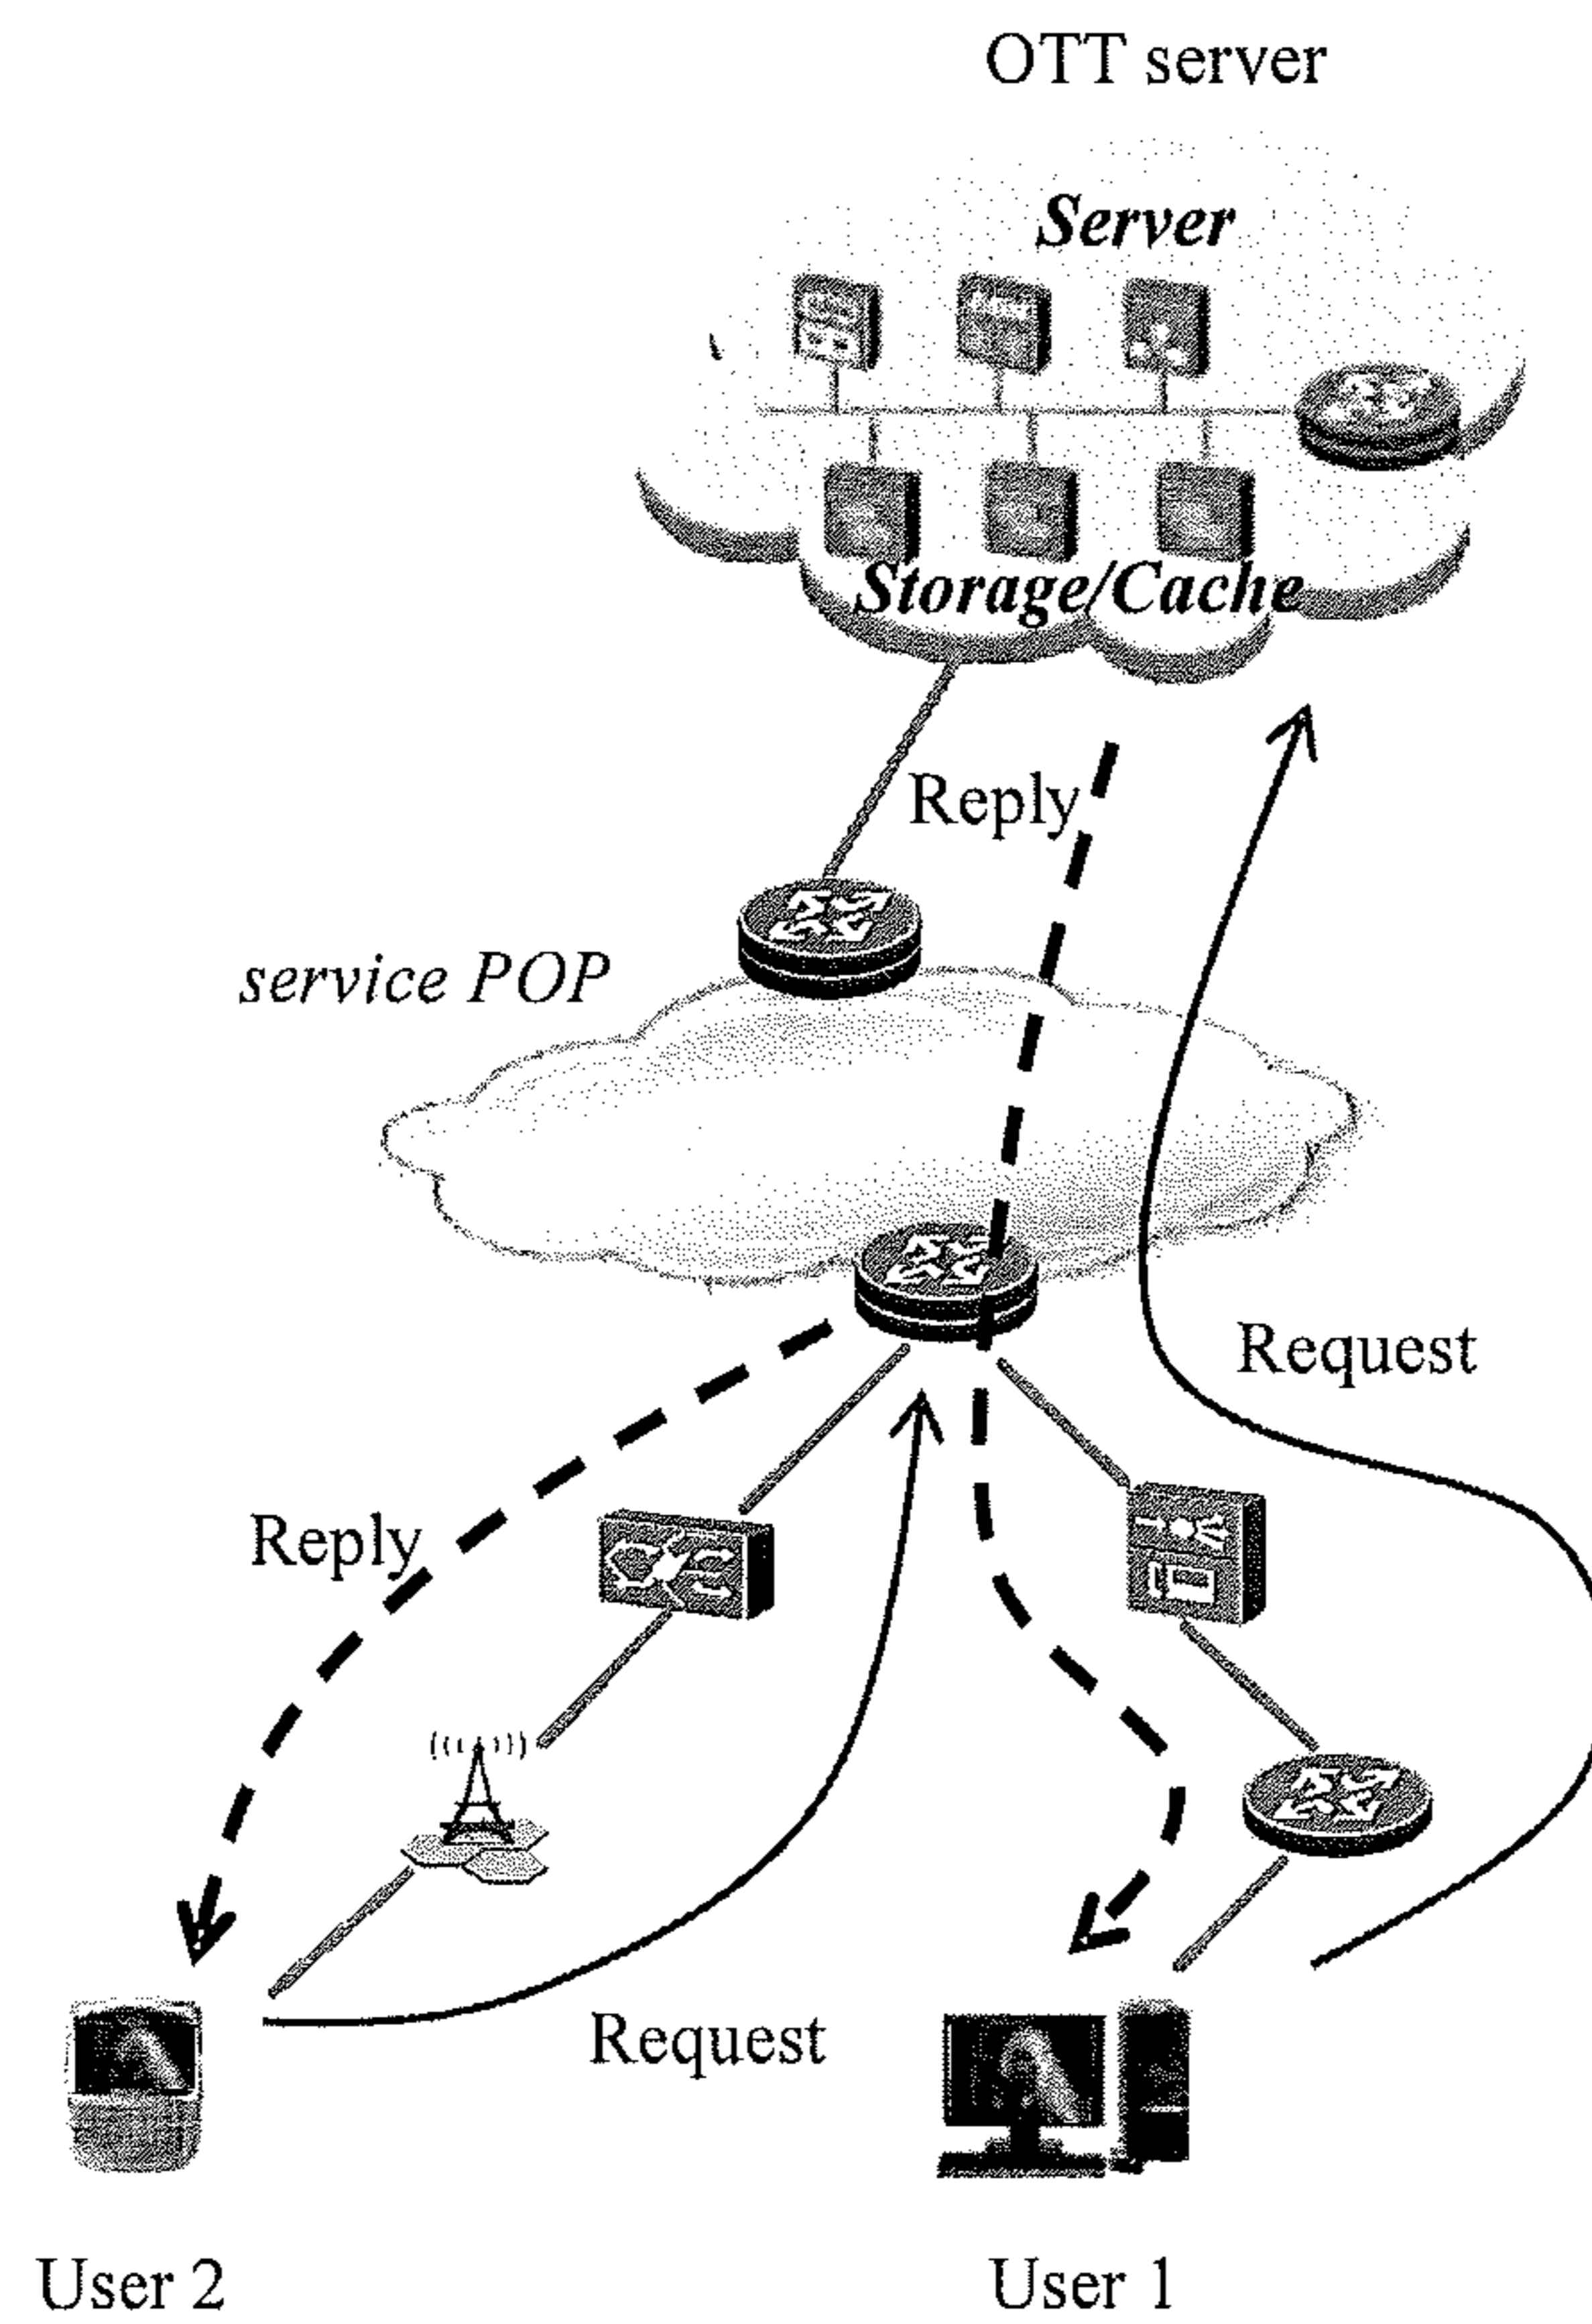 OTT server
Server
Storage/Cache
Reply
service POP
Request
Reply
Request
User 2
User 1